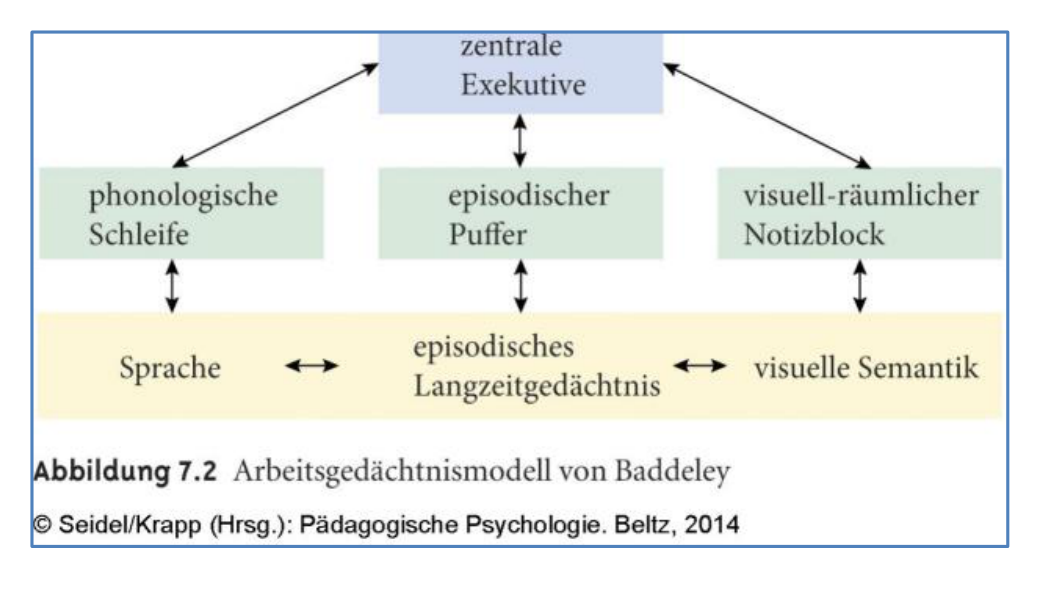 zentrale
Exekutive
phonologische
Schleife
episodischer
Puffer
visuell-räumlicher
Notizblock
Sprache
episodisches
Langzeitgedächtnis
visuelle Semantik
Abbildung 7.2 Arbeitsgedächtnismodell von Baddeley
© Seidel/Krapp (Hrsg.): Pädagogische Psychologie. Beltz, 2014